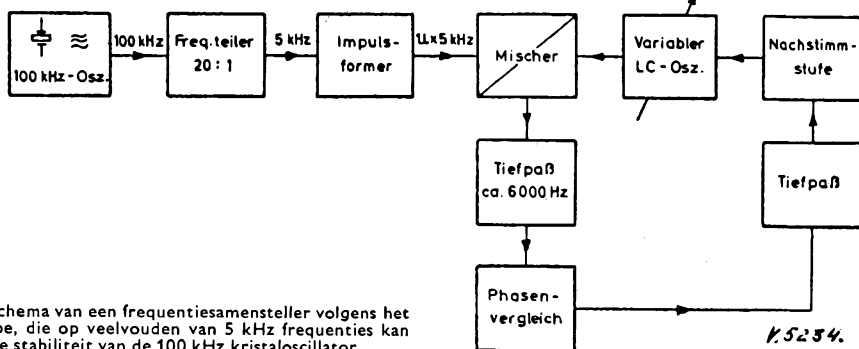 100 kHz-Osz.
100 kHz
Freq.teiler
20 : 1
5 kHz
Impuls-
former
Mischer
Variabler
LC-Osz.
Nachstimm-
stufe
Tiefpaß
ca. 6000 Hz
Tiefpaß
Phasen-
vergleich
chema van een frequentiesamensteller volgens het
pe, die op veelvouden van 5 kHz frequenties kan
e stabiliteit van de 100 kHz kristaloscillator
V.5234.